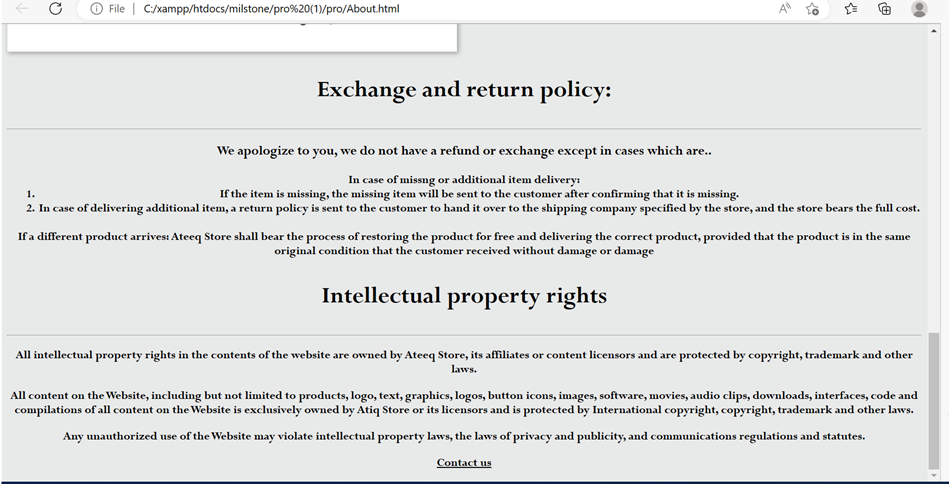 File | C:/xampp/htdocs/milstone/pro%20(1)/pro/About.html
Exchange and return policy:
We apologize to you, we do not have a refund or exchange except in cases which are..
In case of missng or additional item delivery:
1. If the item is missing, the missing item will be sent to the customer after confirming that it is missing.
2. In case of delivering additional item, a return policy is sent to the customer to hand it over to the shipping company specified by the store, and the store bears the full cost.
If a different product arrives: Ateeq Store shall bear the process of restoring the product for free and delivering the correct product, provided that the product is in the same
original condition that the customer received without damage or damage
Intellectual property rights
All intellectual property rights in the contents of the website are owned by Ateeq Store, its affiliates or content licensors and are protected by copyright, trademark and other
laws.
All content on the Website, including but not limited to products, logo, text, graphics, logos, button icons, images, software, movies, audio clips, downloads, interfaces, code and
compilations of all content on the Website is exclusively owned by Atiq Store or its licensors and is protected by International copyright, copyright, trademark and other laws.
Any unauthorized use of the Website may violate intellectual property laws, the laws of privacy and publicity, and communications regulations and statutes.
Contact us